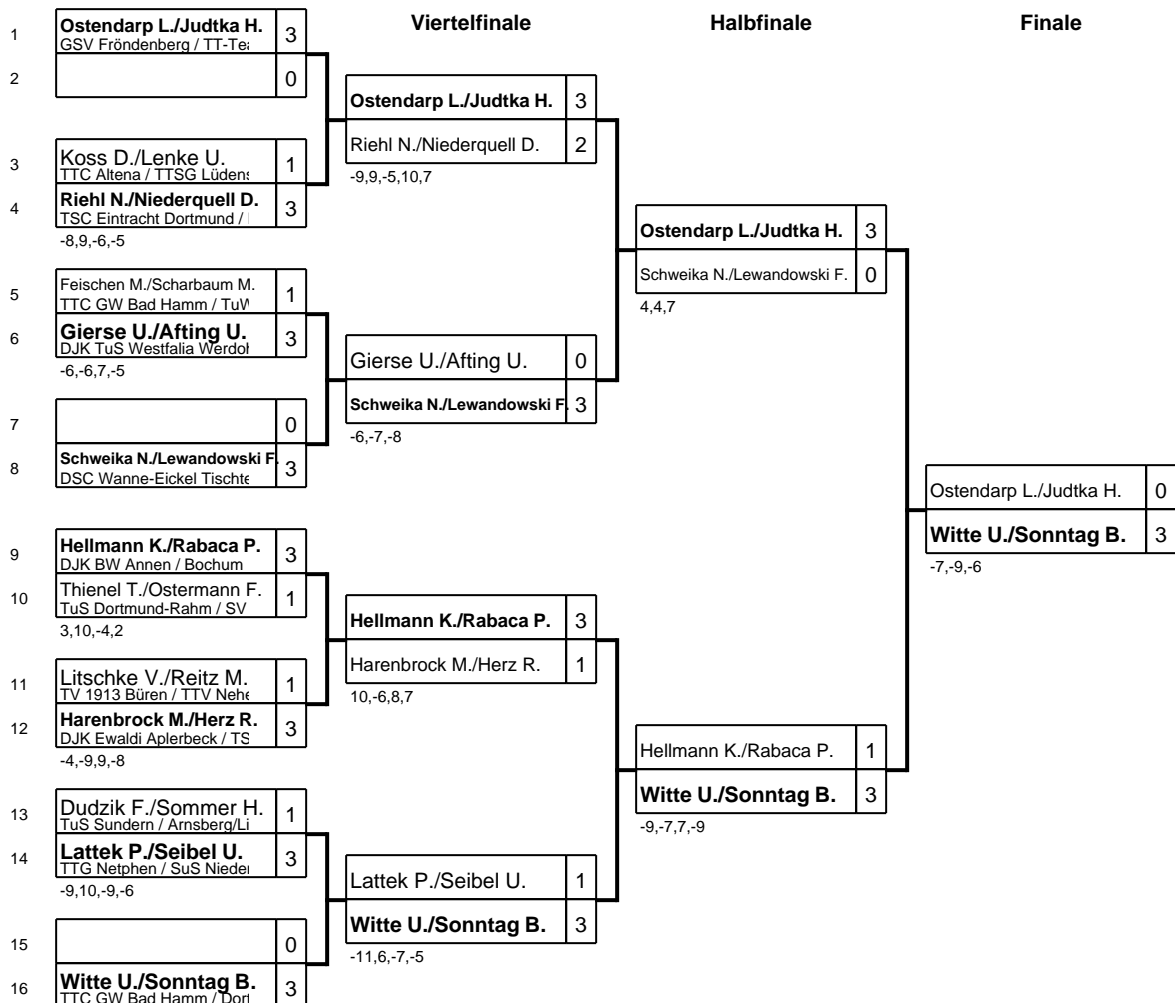 Viertelfinale Halbfinale Finale
1 Ostendarp L./Judtka H. 3
GSV Fröndenberg / TT-Tea
2 0
3 Koss D./Lenke U. 1
TTC Altena / TTSG Lüdens
4 Riehl N./Niederquell D. 3
TSC Eintracht Dortmund /
-8,9,-6,-5
5 Feischen M./Scharbaum M. 1
TTC GW Bad Hamm / TuW
6 Gierse U./Afting U. 3
DJK TuS Westfalia Werdoh
-6,-6,7,-5
7 0
8 Schweika N./Lewandowski F. 3
DSC Wanne-Eickel Tischte
9 Hellmann K./Rabaca P. 3
DJK BW Annen / Bochum
10 Thienel T./Ostermann F. 1
TuS Dortmund-Rahm / SV
3,10,-4,2
11 Litschke V./Reitz M. 1
TV 1913 Büren / TTV Nehe
12 Harenbrock M./Herz R. 3
DJK Ewaldi Aplerbeck / TS
-4,-9,9,-8
13 Dudzik F./Sommer H. 1
TuS Sundern / Arnsberg/Li
14 Lattek P./Seibel U. 3
TTG Netphen / SuS Nieder
-9,10,-9,-6
15 0
16 Witte U./Sonntag B. 3
TTC GW Bad Hamm / Dort
Ostendarp L./Judtka H. 3
Riehl N./Niederquell D. 2
-9,9,-5,10,7
Gierse U./Afting U. 0
Schweika N./Lewandowski F. 3
-6,-7,-8
Hellmann K./Rabaca P. 3
Harenbrock M./Herz R. 1
10,-6,8,7
Lattek P./Seibel U. 1
Witte U./Sonntag B. 3
-11,6,-7,-5
Ostendarp L./Judtka H. 3
Schweika N./Lewandowski F. 0
4,4,7
Hellmann K./Rabaca P. 1
Witte U./Sonntag B. 3
-9,-7,7,-9
Ostendarp L./Judtka H. 0
Witte U./Sonntag B. 3
-7,-9,-6